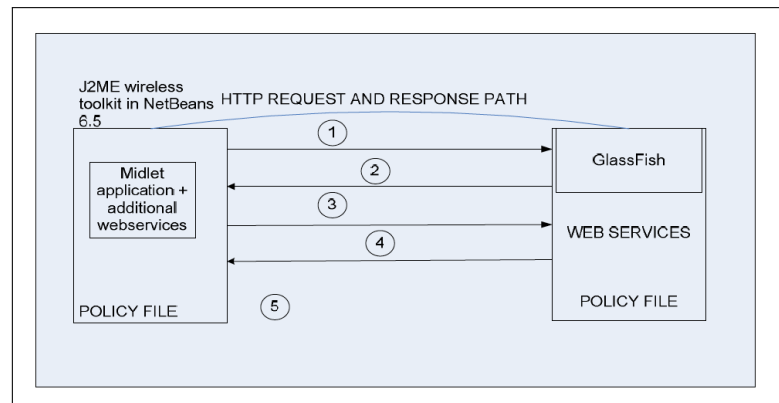 J2ME wireless
toolkit in NetBeans
6.5
HTTP REQUEST AND RESPONSE PATH
1
GlassFish
2
Midlet
application +
additional
webservices
3
WEB SERVICES
4
POLICY FILE
5
POLICY FILE